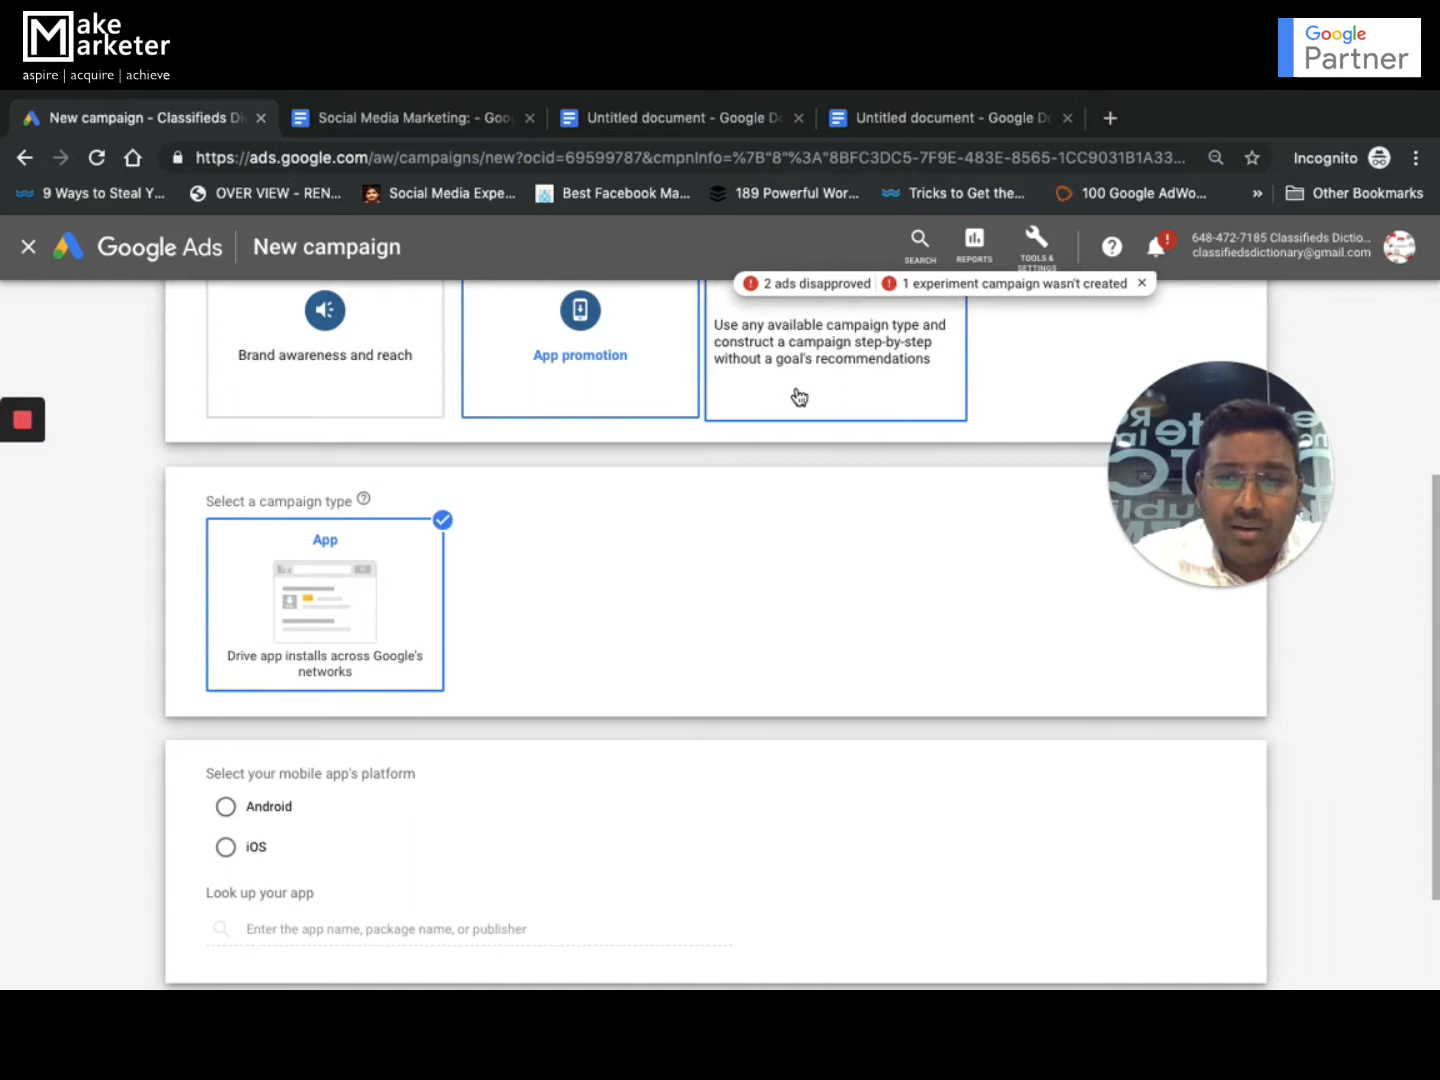 Make
Marketer
aspire | acquire | achieve
Google
Partner
New campaign - Classifieds Di
Social Media Marketing: - Goo
Untitled document - Google D
Untitled document - Google D
https://ads.google.com/aw/campaigns/new?ocid=69599787&cmpnInfo=%7B"8"%3A"8BFC3DC5-7F9E-483E-8565-1CC9031B1A33...
Incognito
9 Ways to Steal Y...
OVER VIEW - REN...
Social Media Expe...
Best Facebook Ma...
189 Powerful Wor...
Tricks to Get the...
100 Google AdWo...
»
Other Bookmarks
Google Ads
New campaign
SEARCH
REPORTS
TOOLS &
SETTINGS
648-472-7185 Classifieds Dictio...
classifiedsdictionary@gmail.com
2 ads disapproved
1 experiment campaign wasn't created
Brand awareness and reach
App promotion
Use any available campaign type and
construct a campaign step-by-step
without a goal's recommendations
Select a campaign type
App
Drive app installs across Google's
networks
Select your mobile app's platform
Android
iOS
Look up your app
Enter the app name, package name, or publisher